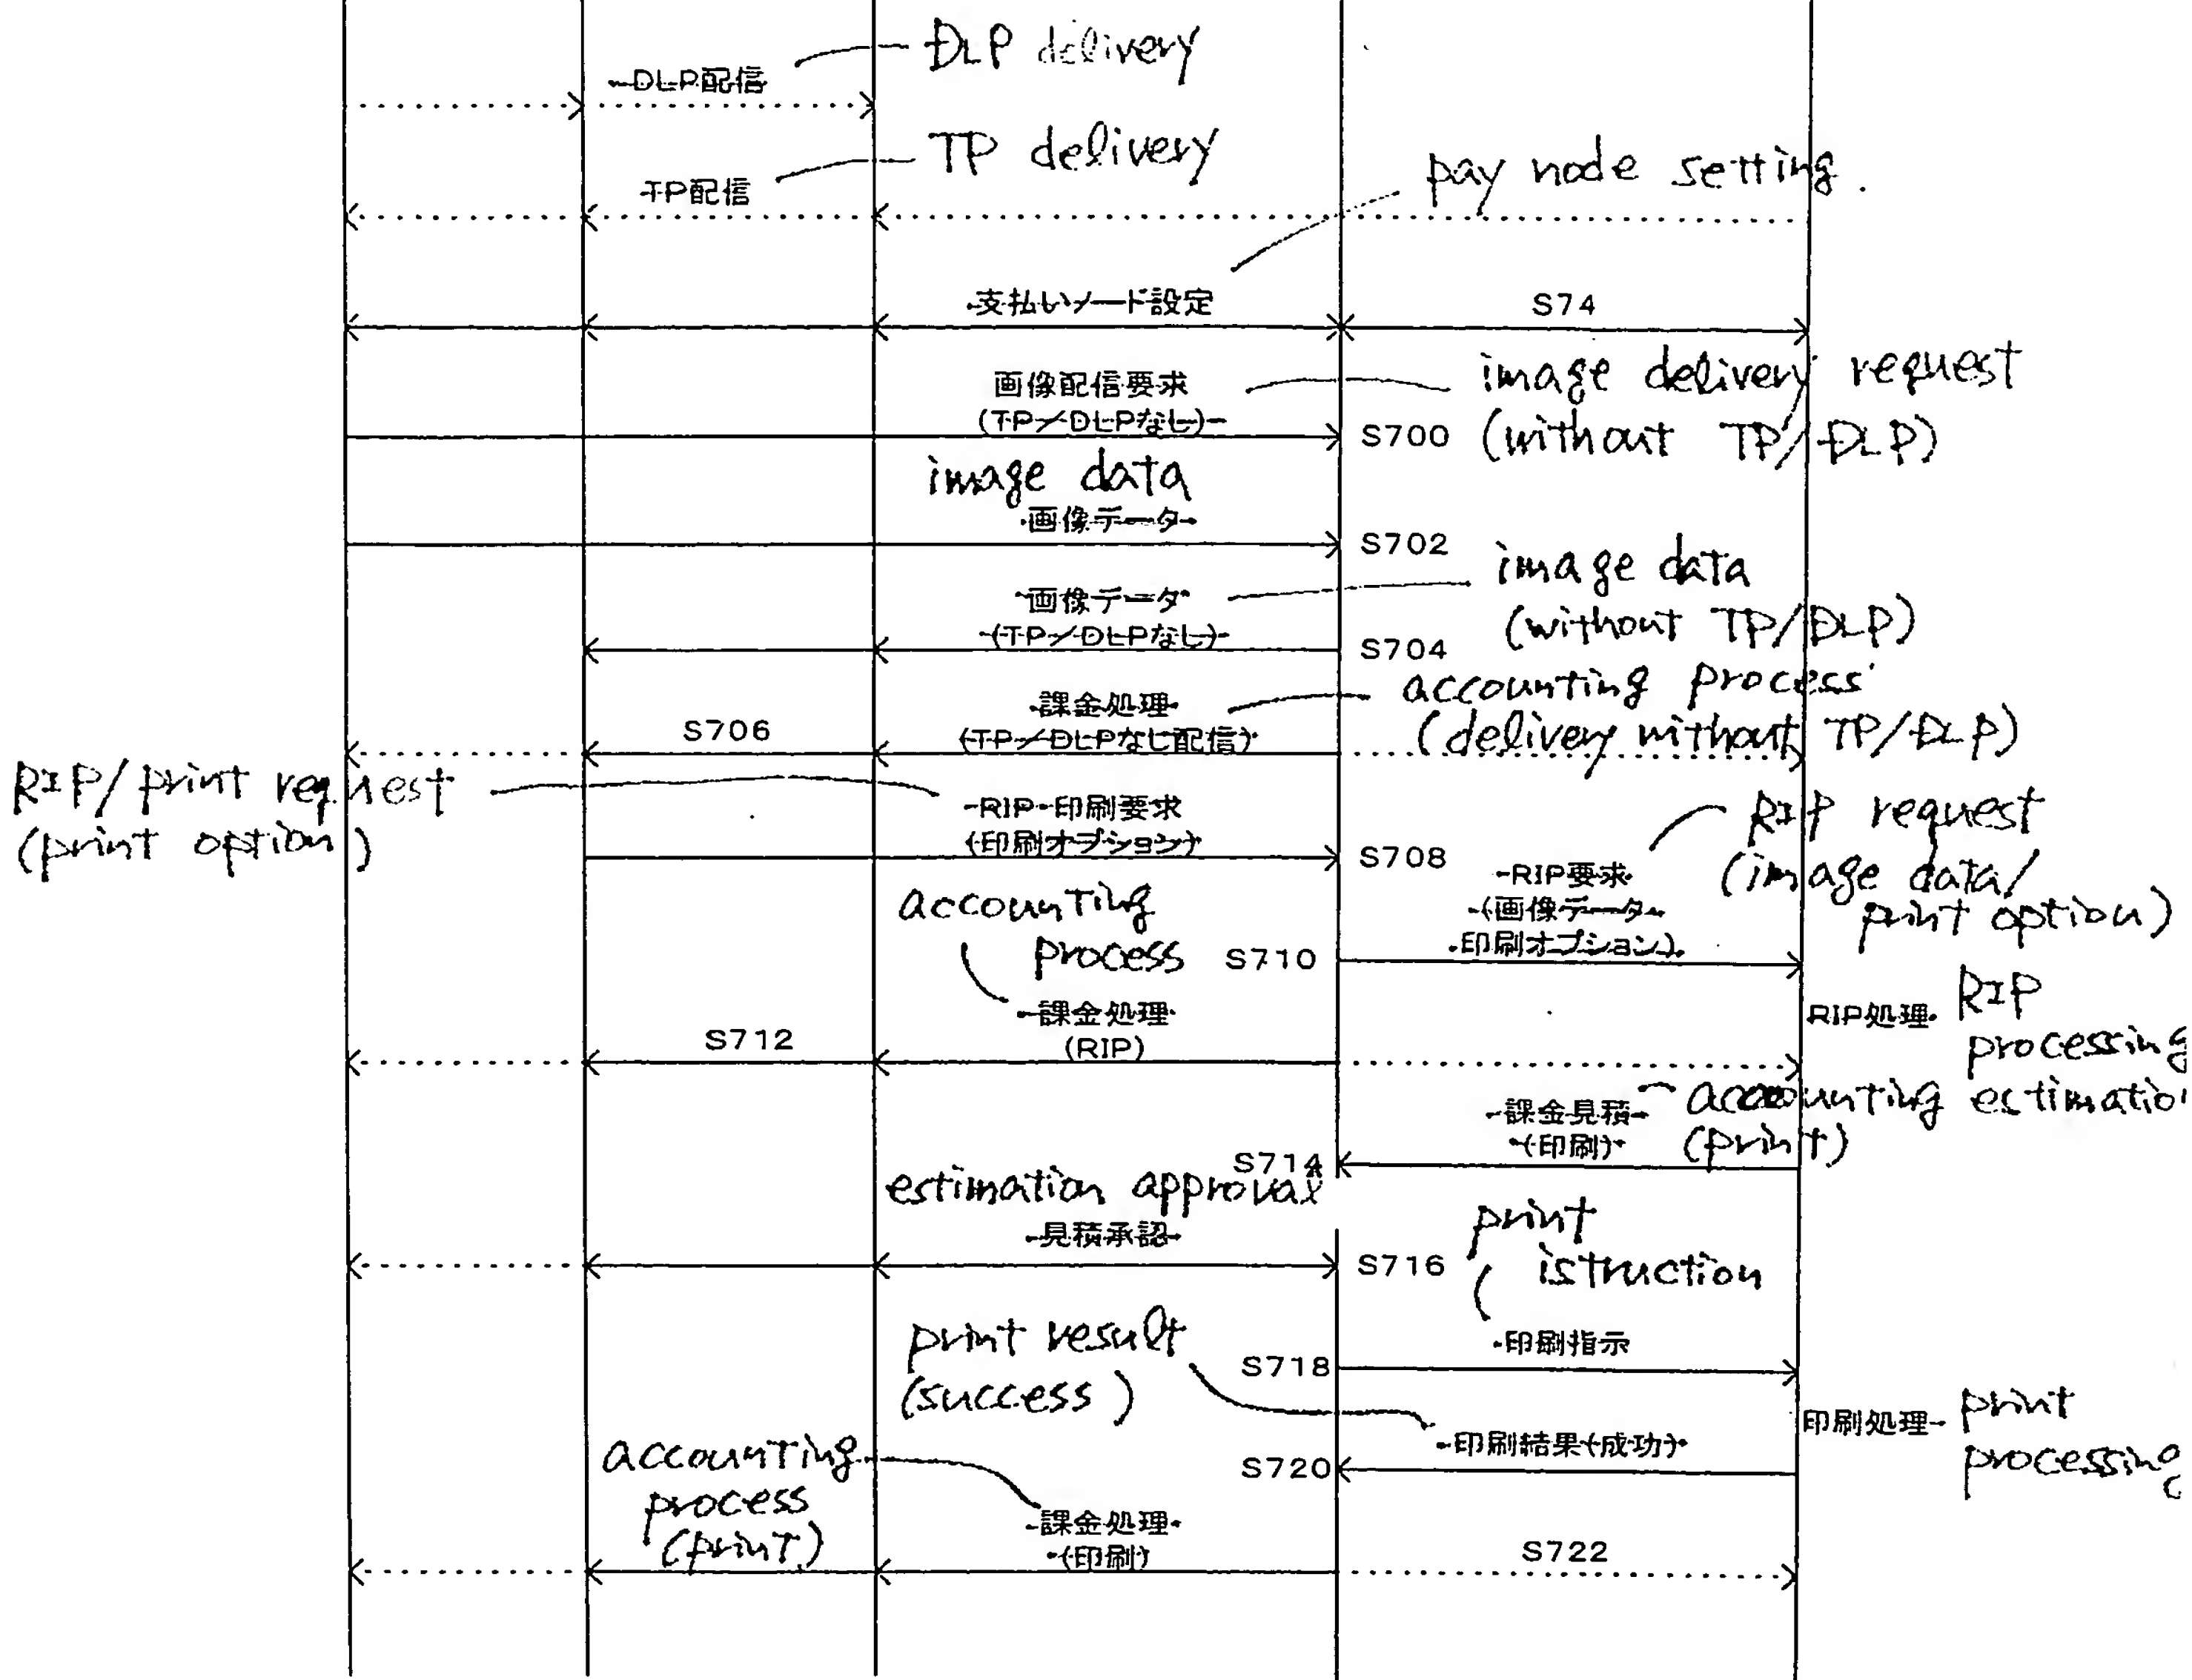 DLP delivery
DLP配信
TP delivery
TP配信
pay node setting.
支払いノード設定
S74
画像配信要求
(TP/DLPなし)
S700
image delivery request
(without TP/DLP)
image data
画像データ
S702
画像データ
(TP/DLPなし)
S704
image data
(without TP/DLP)
S706
課金処理
(TP/DLPなし配信)
accounting process
(delivery without TP/DLP)
RIP/print request
(print option)
RIP・印刷要求
(印刷オプション)
S708
RIP request
(image data/
print option)
RIP要求
(画像データ
印刷オプション)
S710
accounting
process
課金処理
(RIP)
S712
RIP処理
RIP
processing
課金見積
(印刷)
accounting estimatio
(print)
S714
estimation approval
見積承認
S716
print
istruction
印刷指示
S718
print result
(success)
印刷結果(成功)
S720
印刷処理
print
processing
accounting
process
(print)
課金処理
(印刷)
S722